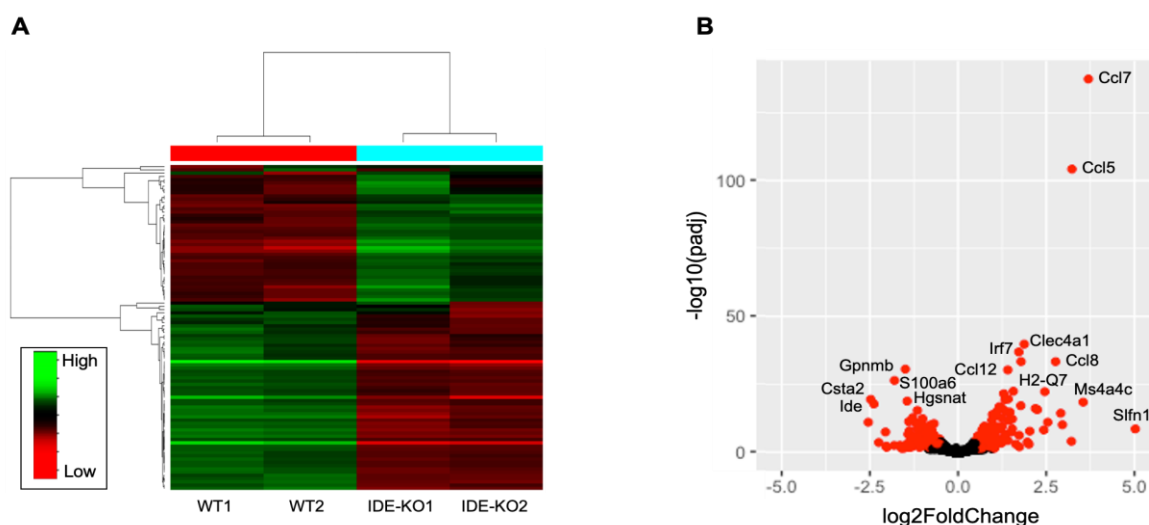 A
High
Low
WT1
WT2
IDE-KO1
IDE-KO2
B
Ccl7
Ccl5
Clec4a1
Irf7
Ccl8
Gpnmb
Ccl12
H2-Q7
S100a6
Ms4a4c
Csta2
Hgsnat
Ide
Slfn1
-log10(padj)
100
50
0
-5.0
-2.5
0.0
2.5
5.0
log2FoldChange